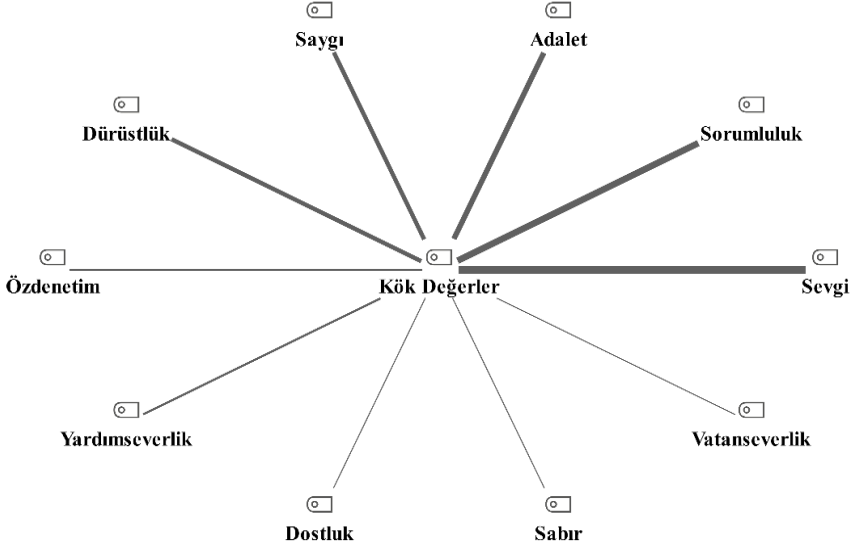 Saygı
Adalet
Dürüstlük
Sorumluluk
Özdenetim
Kök Değerler
Sevgi
Yardımseverlik
Vatanseverlik
Dostluk
Sabır